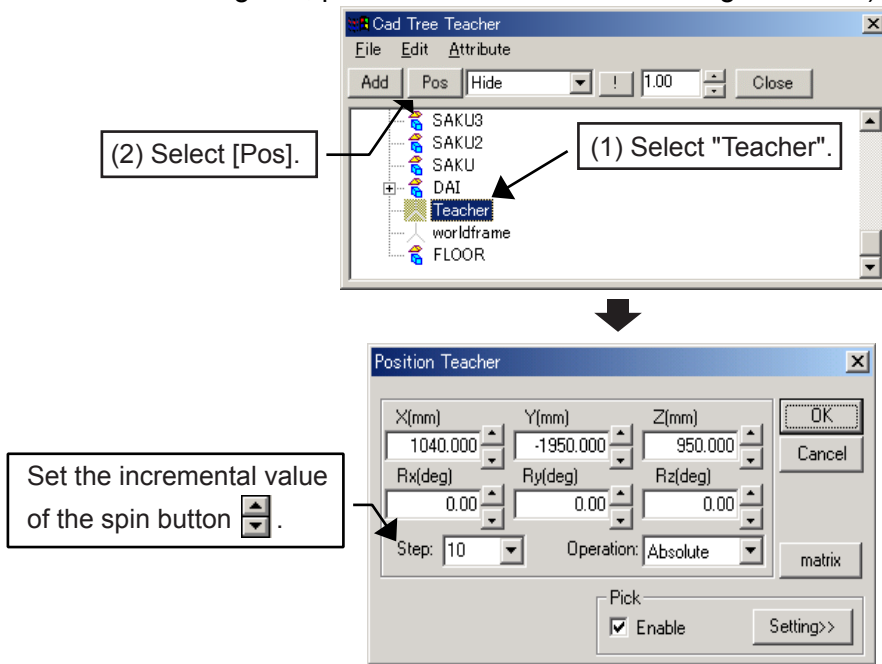 Cad Tree Teacher
File Edit Attribute
Add Pos Hide ! 1.00 Close
SAKU3
SAKU2
SAKU
DAI
Teacher
worldframe
FLOOR
(2) Select [Pos].
(1) Select "Teacher".
Position Teacher
X(mm) Y(mm) Z(mm) OK
1040.000 -1950.000 950.000 Cancel
Rx(deg) Ry(deg) Rz(deg)
0.00 0.00 0.00
Step: 10 Operation: Absolute matrix
Pick
Enable Setting>>
Set the incremental value
of the spin button .